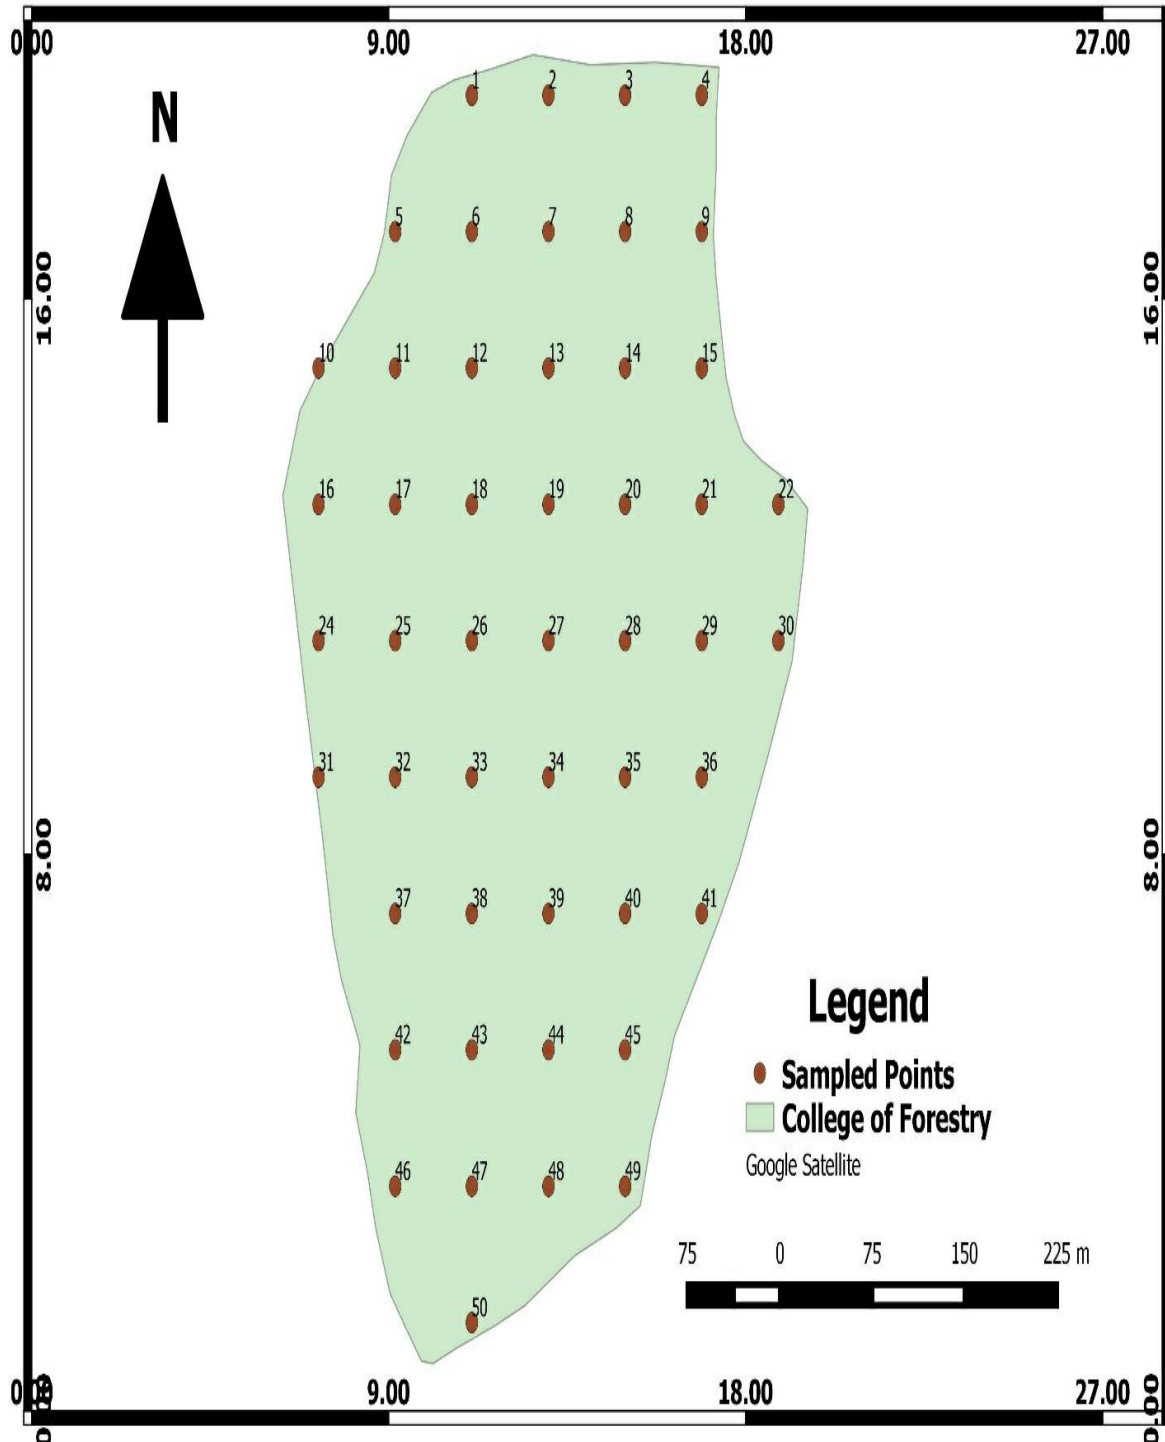 0.00 9.00 18.00 27.00
N
1 2 3 4
5 6 7 8 9
16.00 16.00
10 11 12 13 14 15
16 17 18 19 20 21 22
24 25 26 27 28 29 30
31 32 33 34 35 36
8.00 8.00
37 38 39 40 41
Legend
42 43 44 45
Sampled Points
College of Forestry
Google Satellite
46 47 48 49
75 0 75 150 225 m
50
9.00 18.00 27.00